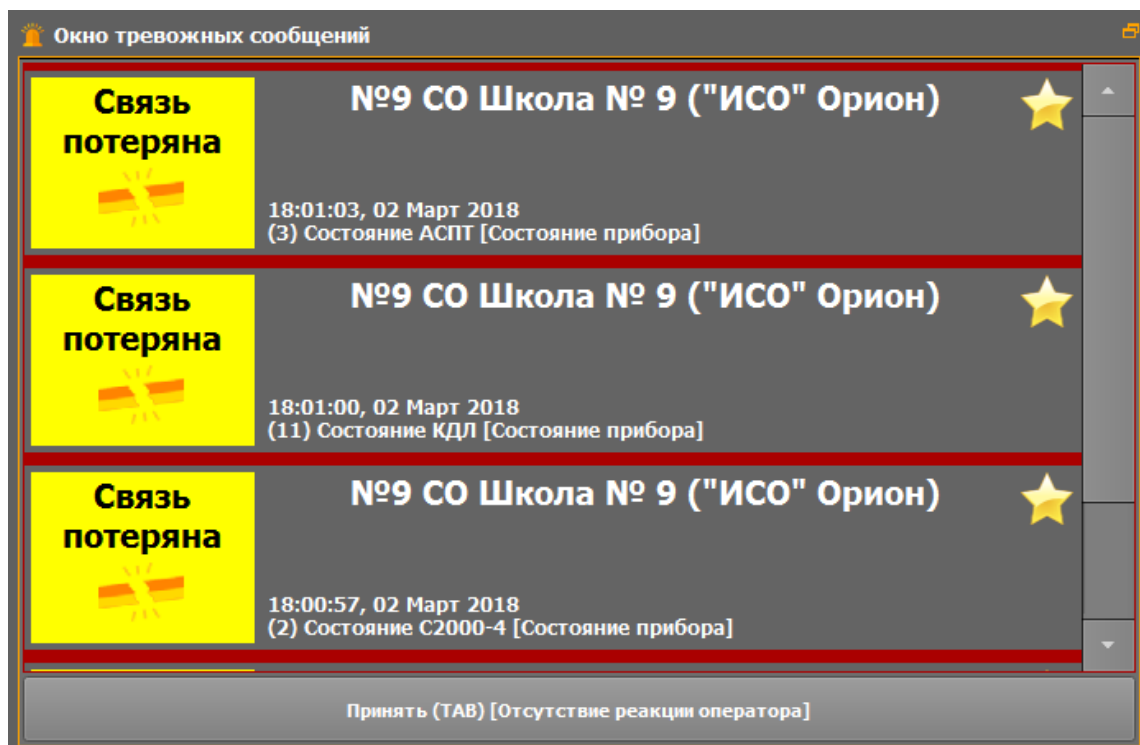 Окно тревожных сообщений
Связь
потеряна
№9 СО Школа № 9 ("ИСО" Орион)
18:01:03, 02 Март 2018
(3) Состояние АСПТ [Состояние прибора]
Связь
потеряна
№9 СО Школа № 9 ("ИСО" Орион)
18:01:00, 02 Март 2018
(11) Состояние КДЛ [Состояние прибора]
Связь
потеряна
№9 СО Школа № 9 ("ИСО" Орион)
18:00:57, 02 Март 2018
(2) Состояние С2000-4 [Состояние прибора]
Принять (TAB) [Отсутствие реакции оператора]